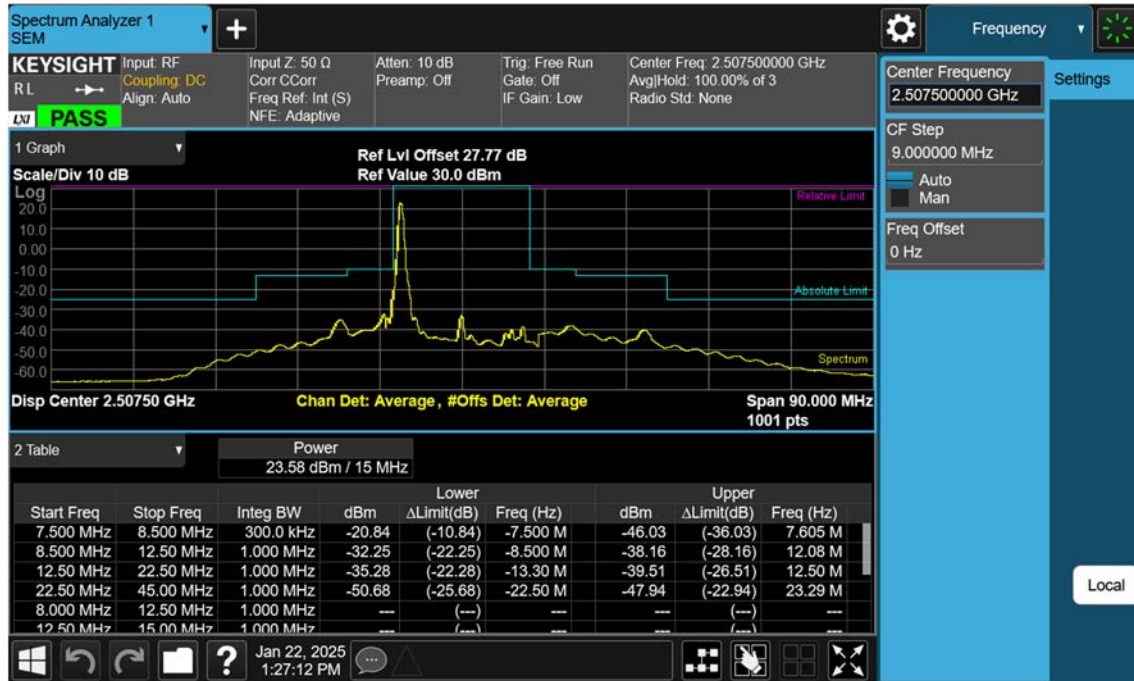 Spectrum Analyzer 1
SEM
Frequency
KEYSIGHT
RL
LXI
PASS
Input: RF
Coupling: DC
Align: Auto
Input Z: 50 Ω
Corr CCorr
Freq Ref: Int (S)
NFE: Adaptive
Atten: 10 dB
Preamp: Off
Trig: Free Run
Gate: Off
IF Gain: Low
Center Freq: 2.507500000 GHz
Avg|Hold: 100.00% of 3
Radio Std: None
Center Frequency
2.507500000 GHz
Settings
CF Step
9.000000 MHz
Auto
Man
Freq Offset
0 Hz
1 Graph
Scale/Div 10 dB
Ref Lvl Offset 27.77 dB
Ref Value 30.0 dBm
Log
20.0
10.0
0.00
-10.0
-20.0
-30.0
-40.0
-50.0
-60.0
Relative Limit
Absolute Limit
Spectrum
Disp Center 2.50750 GHz
Chan Det: Average , #Offs Det: Average
Span 90.000 MHz
1001 pts
2 Table
Power
23.58 dBm / 15 MHz
Lower Upper
Start Freq Stop Freq Integ BW dBm ΔLimit(dB) Freq (Hz) dBm ΔLimit(dB) Freq (Hz)
7.500 MHz 8.500 MHz 300.0 kHz -20.84 (-10.84) -7.500 M -46.03 (-36.03) 7.605 M
8.500 MHz 12.50 MHz 1.000 MHz -32.25 (-22.25) -8.500 M -38.16 (-28.16) 12.08 M
12.50 MHz 22.50 MHz 1.000 MHz -35.28 (-22.28) -13.30 M -39.51 (-26.51) 12.50 M
22.50 MHz 45.00 MHz 1.000 MHz -50.68 (-25.68) -22.50 M -47.94 (-22.94) 23.29 M
8.000 MHz 12.50 MHz 1.000 MHz --- (---) --- --- (---) ---
12.50 MHz 15.00 MHz 1.000 MHz --- (---) --- --- (---) ---
Local
?
Jan 22, 2025
1:27:12 PM